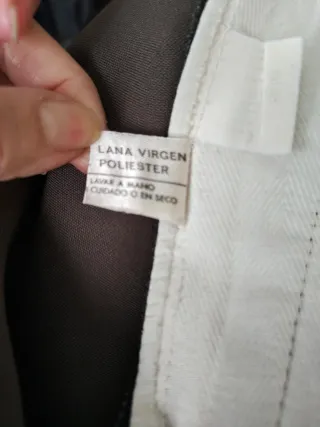 LANA VIRGEN
POLIESTER
LAVAR A MANO
CUIDADO O EN SECO